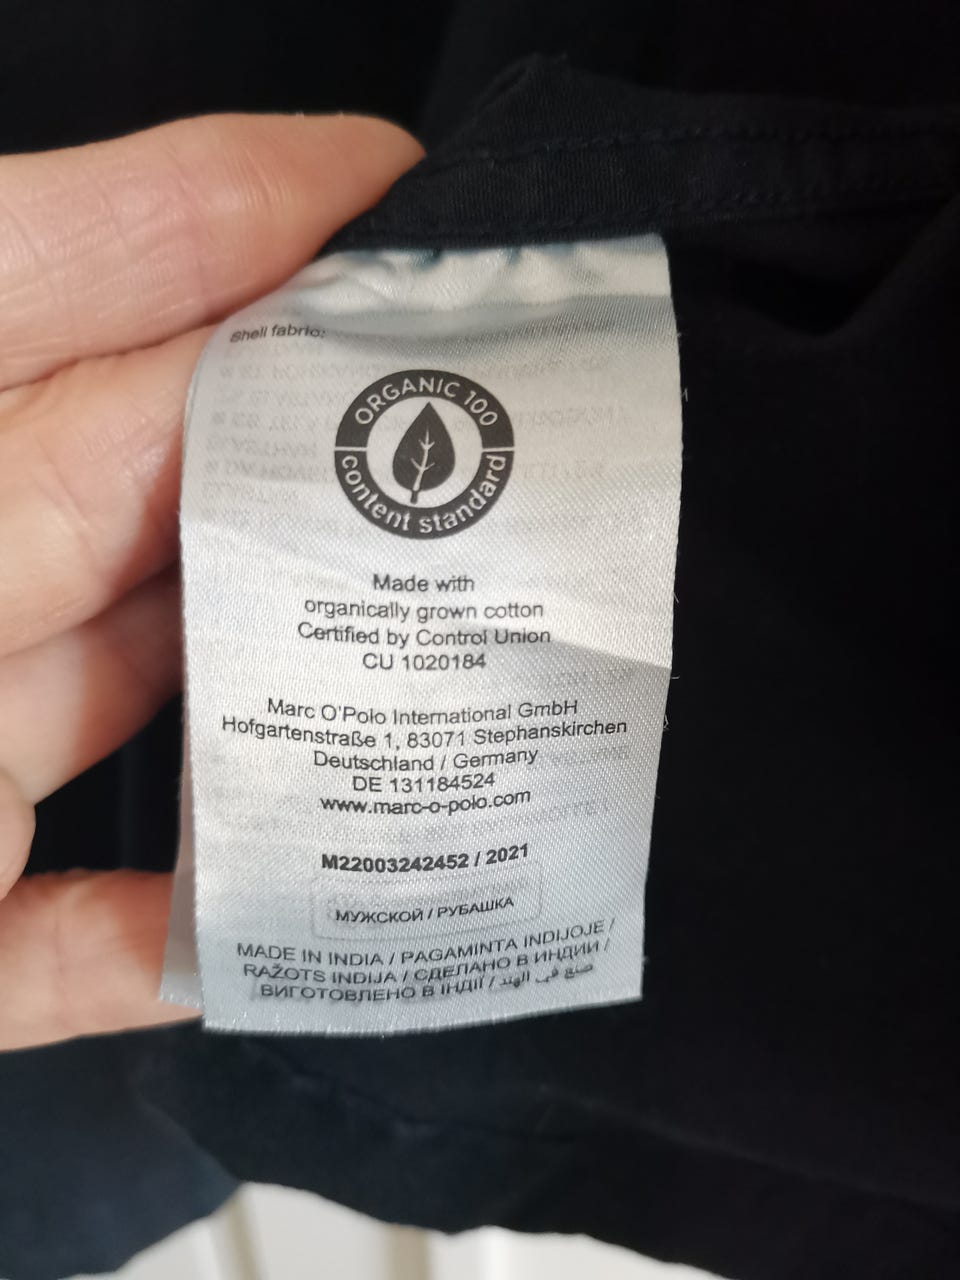 Shell fabric:
ORGANIC 100
content standard
Made with
organically grown cotton
Certified by Control Union
CU 1020184
Marc O'Polo International GmbH
Hofgartenstraße 1, 83071 Stephanskirchen
Deutschland / Germany
DE 131184524
www.marc-o-polo.com
M22003242452 / 2021
МУЖСКОЙ / РУБАШКА
MADE IN INDIA / PAGAMINTA INDIJOJE /
RAŽOTS INDIJA / СДЕЛАНО В ИНДИИ /
ВИГОТОВЛЕНО В ІНДІЇ / صنع في الهند